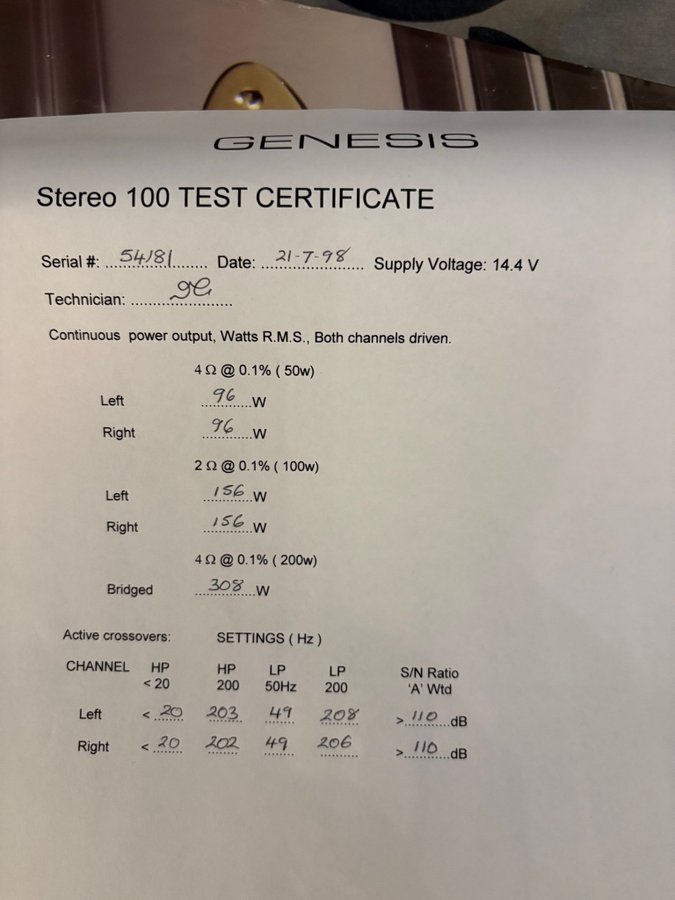 GENESIS
Stereo 100 TEST CERTIFICATE
Serial #: 54181 Date: 21-7-98 Supply Voltage: 14.4 V
Technician:
Continuous power output, Watts R.M.S., Both channels driven.
4 Ω @ 0.1% ( 50w)
Left 96 W
Right 96 W
2 Ω @ 0.1% ( 100w)
Left 156 W
Right 156 W
4 Ω @ 0.1% ( 200w)
Bridged 308 W
Active crossovers: SETTINGS ( Hz )
CHANNEL HP HP LP LP S/N Ratio
< 20 200 50Hz 200 'A' Wtd
Left < 20 203 49 208 > 110 dB
Right < 20 202 49 206 > 110 dB